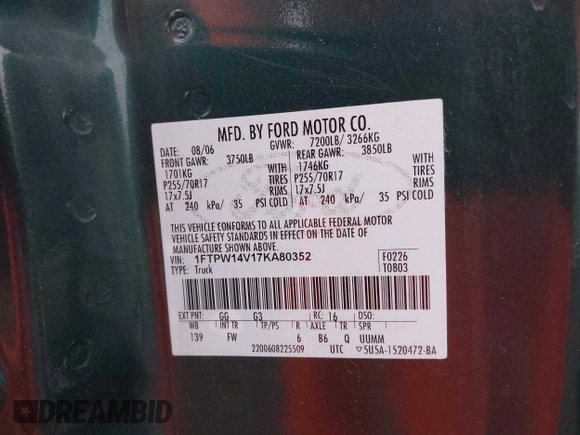 MFD. BY FORD MOTOR CO.
DATE: 08/06 GVWR: 7200LB/ 3266KG
FRONT GAWR: 3750LB REAR GAWR: 3850LB
1701KG WITH 1746KG WITH
P255/70R17 TIRES P255/70R17 TIRES
17x7.5J RIMS 17x7.5J RIMS
AT 240 kPa/ 35 PSI COLD AT 240 kPa/ 35 PSI COLD
THIS VEHICLE CONFORMS TO ALL APPLICABLE FEDERAL MOTOR
VEHICLE SAFETY STANDARDS IN EFFECT ON THE DATE OF
MANUFACTURE SHOWN ABOVE.
VIN: 1FTPW14V17KA80352 F0226
TYPE: Truck T0803
EXT PNT: GG G3 RC: 16 DSO:
WB INT TR TP/PS R AXLE TR SPR
139 FW 6 B6 Q UUMM
2200608225509 UTC ▽5U5A-1520472-BA
DREAMBID